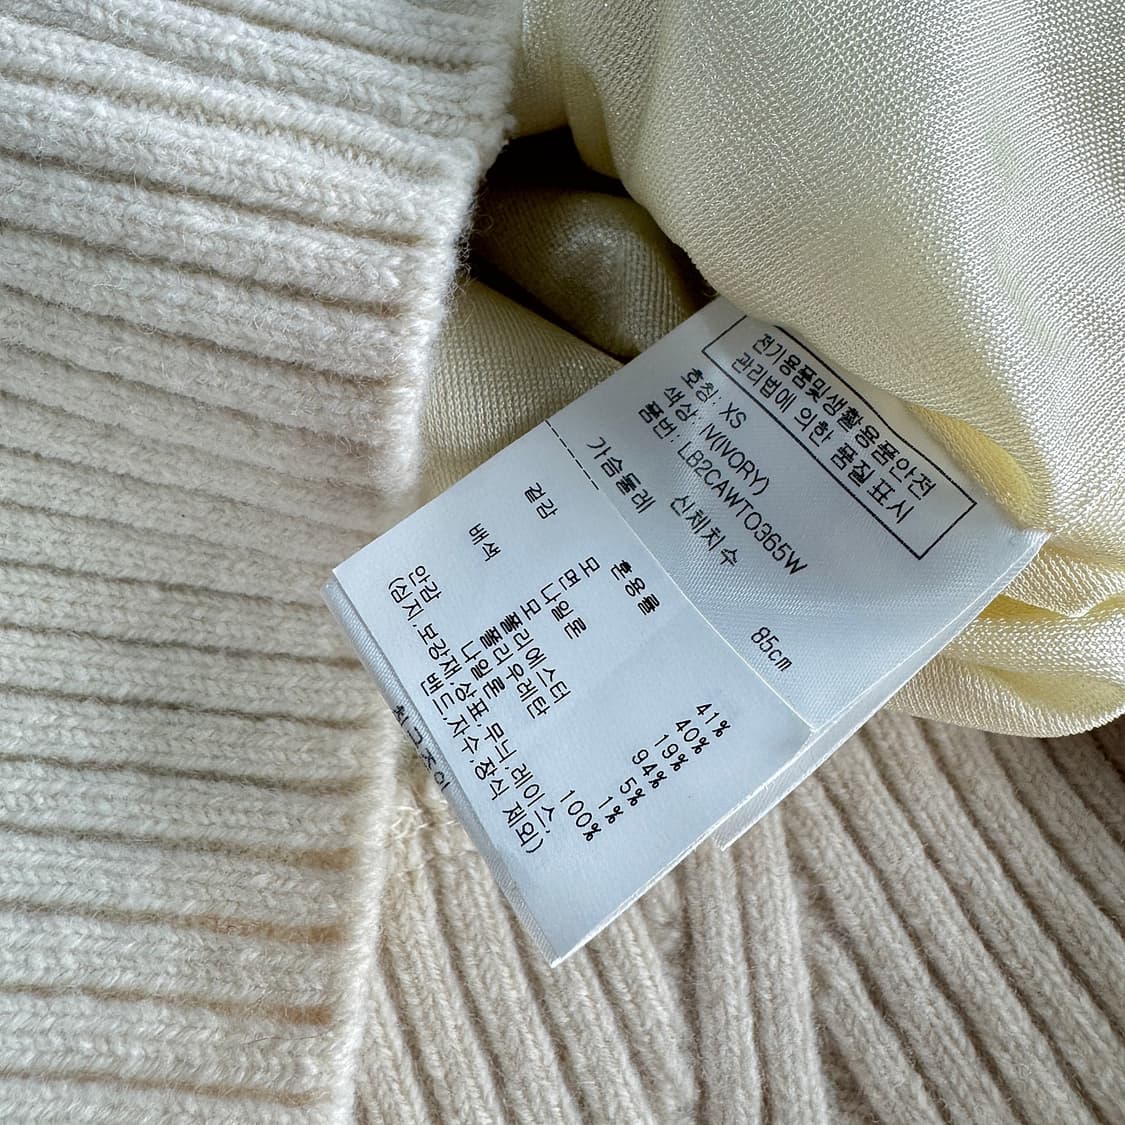 전기용품및생활용품안전
관리법에 의한 품질표시
호칭: XS
색상: IV(IVORY)
품번: LB2CAWTO365W
신체치수
가슴둘레 85cm
혼용률
겉감 모 41%
면 40%
나일론 19%
배색 모 94%
폴리에스터 5%
폴리우레탄 1%
안감 나일론 100%
(심지,보강재,상표,무늬,레이스,
밴드,자수,장식 제외)